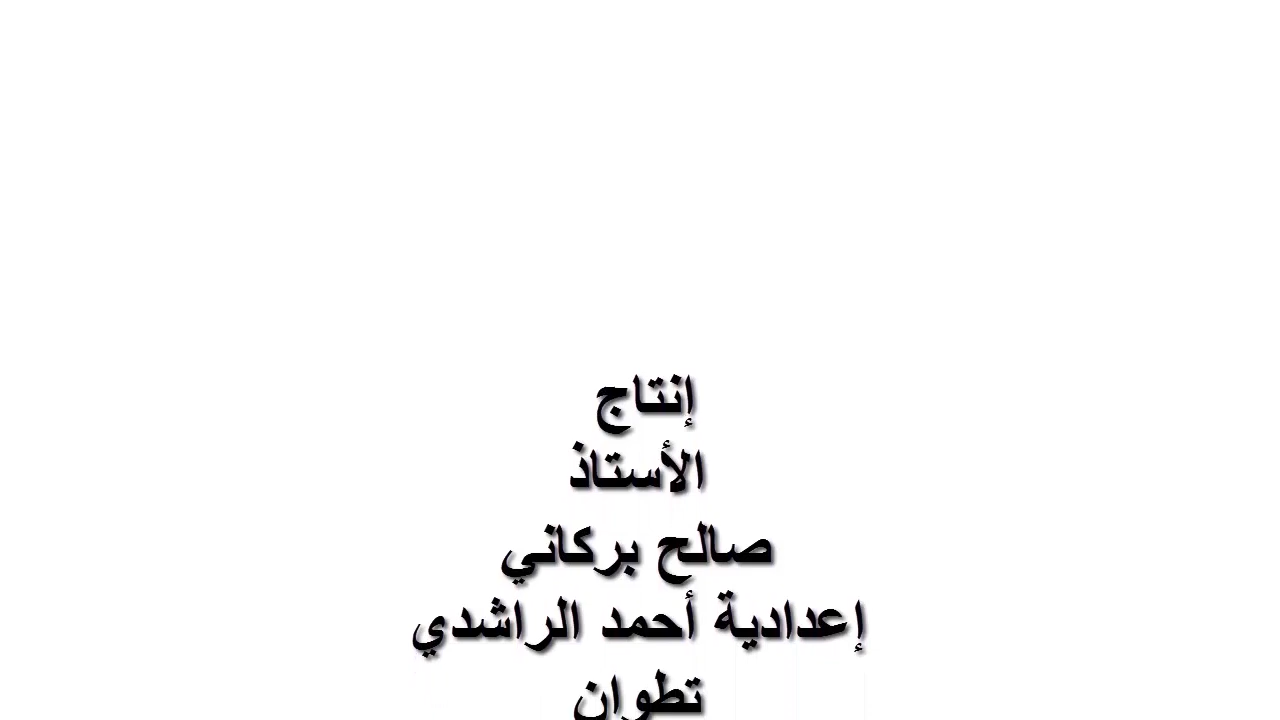 إنتاج
الأستاذ
صالح بركاني
إعدادية أحمد الراشدي
تطوان